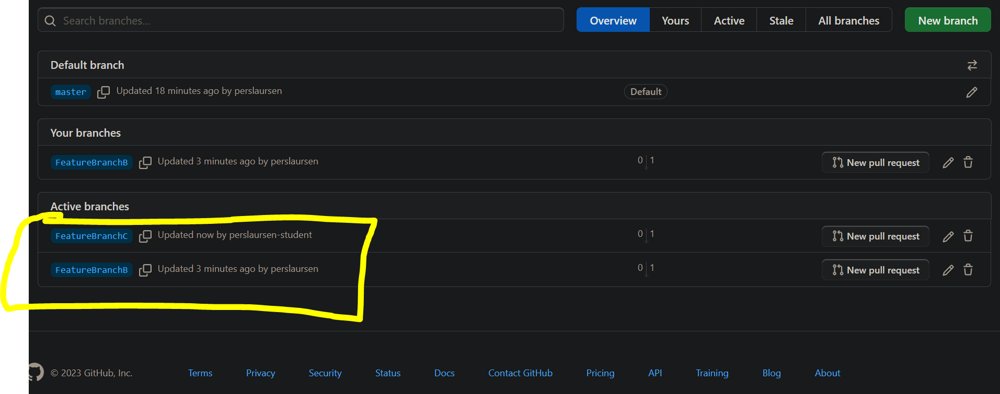 Search branches... Overview Yours Active Stale All branches New branch
Default branch
master Updated 18 minutes ago by perslaursen Default
Your branches
FeatureBranchB Updated 3 minutes ago by perslaursen 0 1 New pull request
Active branches
FeatureBranchC Updated now by perslaursen-student 0 1 New pull request
FeatureBranchB Updated 3 minutes ago by perslaursen 0 1 New pull request
© 2023 GitHub, Inc. Terms Privacy Security Status Docs Contact GitHub Pricing API Training Blog About